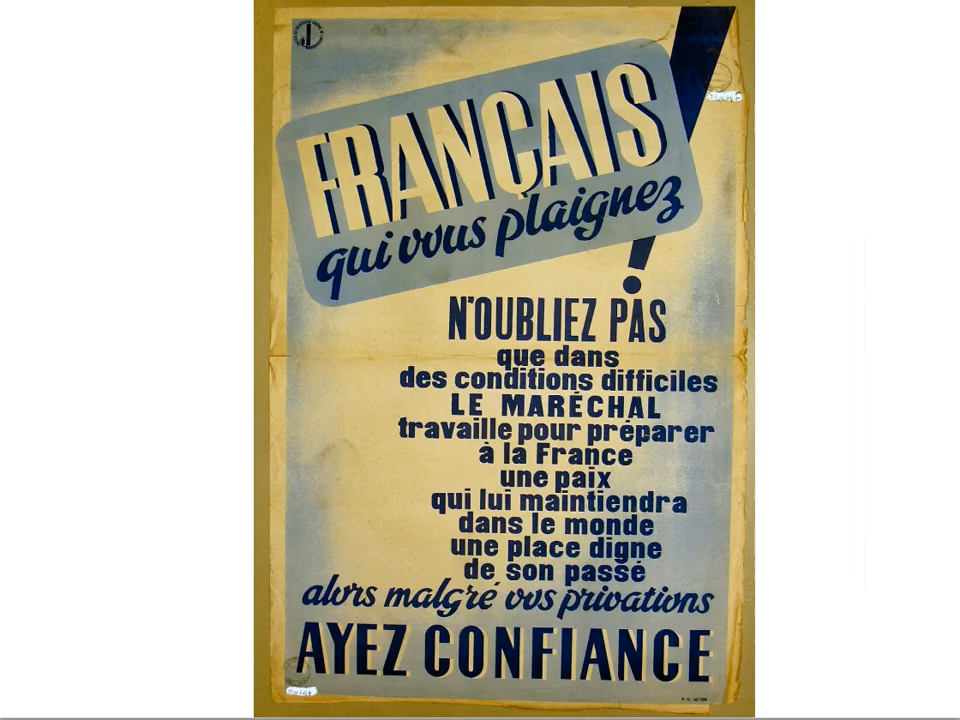 FRANÇAIS
qui vous plaignez
!
N'OUBLIEZ PAS
que dans
des conditions difficiles
LE MARÉCHAL
travaille pour préparer
à la France
une paix
qui lui maintiendra
dans le monde
une place digne
de son passé
alors malgré vos privations
AYEZ CONFIANCE